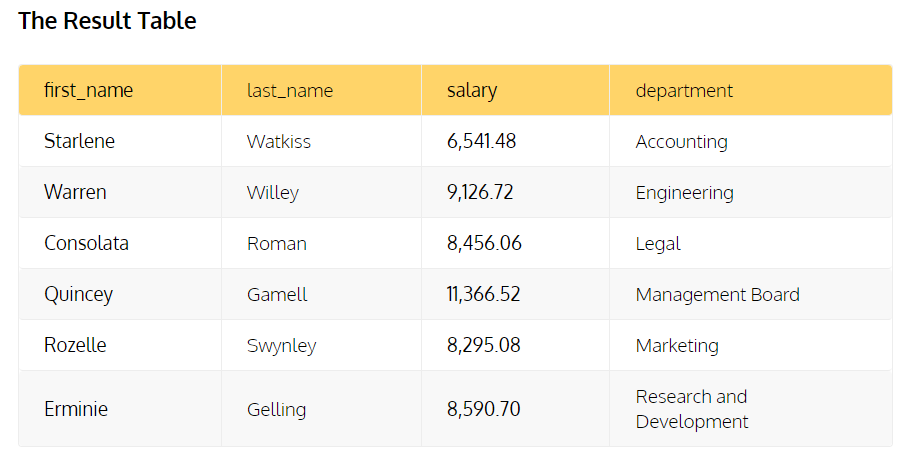 The Result Table
first_name last_name salary department
Starlene Watkiss 6,541.48 Accounting
Warren Willey 9,126.72 Engineering
Consolata Roman 8,456.06 Legal
Quincey Gamell 11,366.52 Management Board
Rozelle Swynley 8,295.08 Marketing
Erminie Gelling 8,590.70 Research and
Development